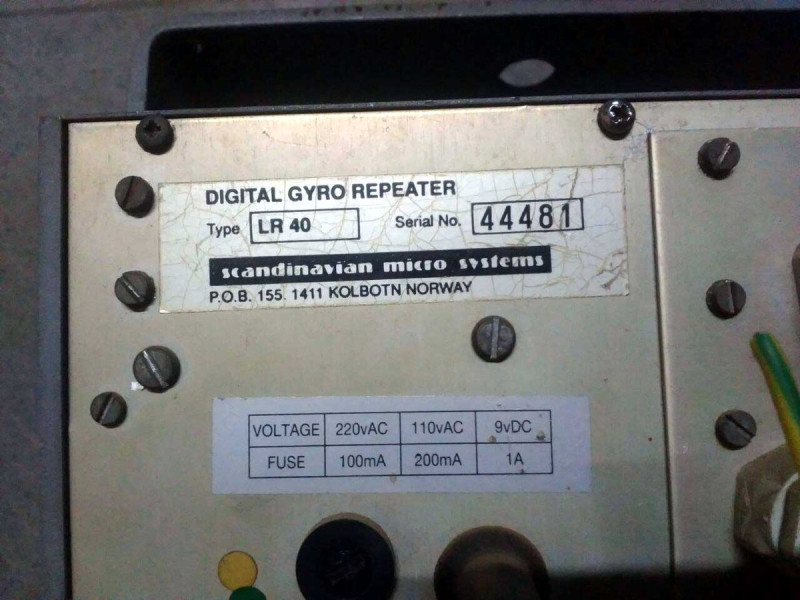 DIGITAL GYRO REPEATER
Type LR 40 Serial No. 44481
scandinavian micro systems
P.O.B. 155. 1411 KOLBOTN NORWAY
VOLTAGE 220vAC 110vAC 9vDC
FUSE 100mA 200mA 1A